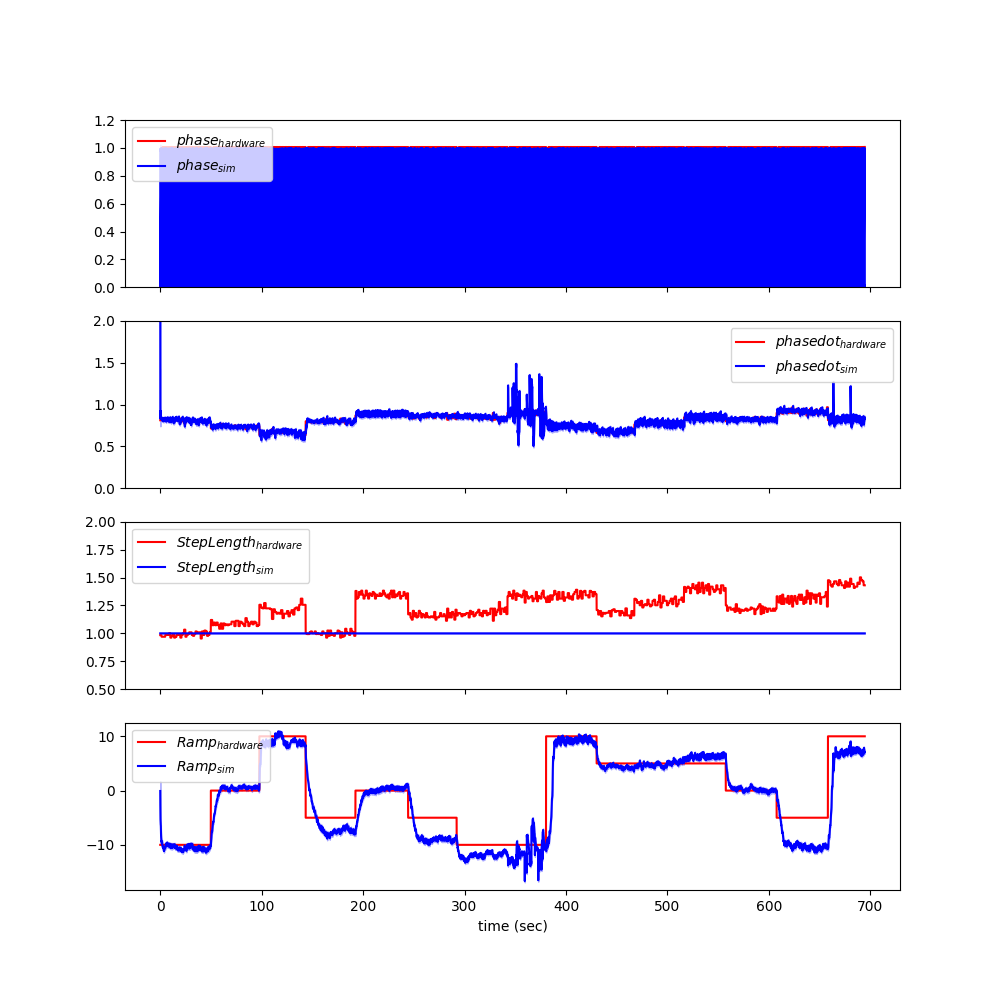 1.2
1.0
0.8
0.6
0.4
0.2
0.0
phase_hardware
phase_sim
2.0
1.5
1.0
0.5
0.0
phasedot_hardware
phasedot_sim
2.00
1.75
1.50
1.25
1.00
0.75
0.50
StepLength_hardware
StepLength_sim
10
0
−10
Ramp_hardware
Ramp_sim
0 100 200 300 400 500 600 700
time (sec)